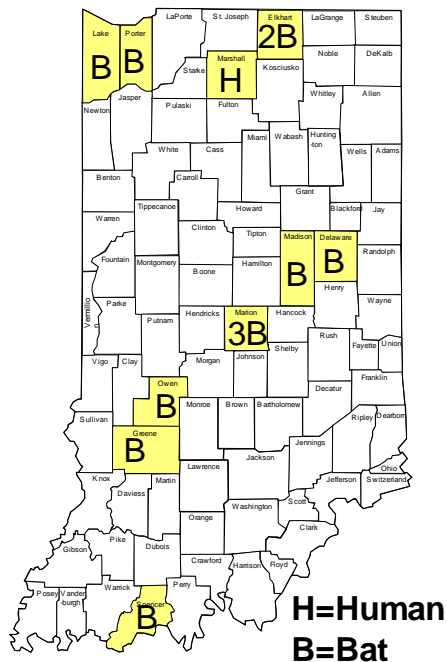 LaPorte
St. Joseph
Elkhart
LaGrange
Steuben
Lake
Porter
2B
B
B
Noble
DeKalb
Marshall
Starke
H
Kosciusko
Jasper
Pulaski
Fulton
Whitley
Allen
Newton
Miami
Wabash
Hunting
-ton
White
Cass
Wells
Adams
Benton
Carroll
Grant
Tippecanoe
Howard
Blackford
Jay
Warren
Clinton
Tipton
Madison
Delaware
Randolph
Fountain
Montgomery
Boone
Hamilton
B
B
Henry
Vermillio
n
Parke
Putnam
Hendricks
Marion
Hancock
Wayne
3B
Rush
Fayette
Union
Vigo
Clay
Morgan
Johnson
Shelby
Owen
Franklin
Decatur
B
Monroe
Brown
Bartholomew
Sullivan
Greene
Ripley
Dearborn
B
Jennings
Lawrence
Jackson
Ohio
Knox
Daviess
Martin
Jefferson
Switzerland
Orange
Washington
Scott
Clark
Pike
Dubois
Gibson
Crawford
Harrison
Floyd
Posey
Vander
burgh
Warrick
Perry
Spencer
B
H=Human
B=Bat